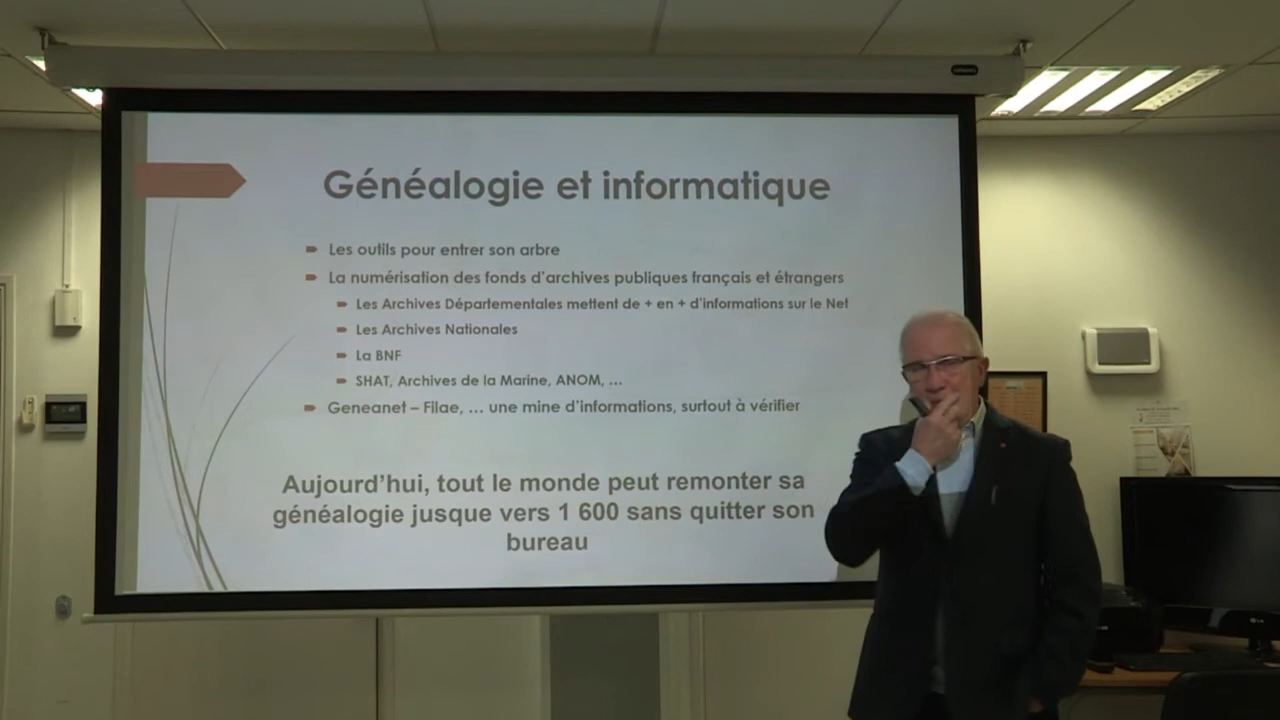 Généalogie et informatique
Les outils pour entrer son arbre
La numérisation des fonds d'archives publiques français et étrangers
Les Archives Départementales mettent de + en + d'informations sur le Net
Les Archives Nationales
La BNF
SHAT, Archives de la Marine, ANOM, ...
Geneanet – Filae, ... une mine d'informations, surtout à vérifier
Aujourd'hui, tout le monde peut remonter sa
généalogie jusque vers 1 600 sans quitter son
bureau
LG